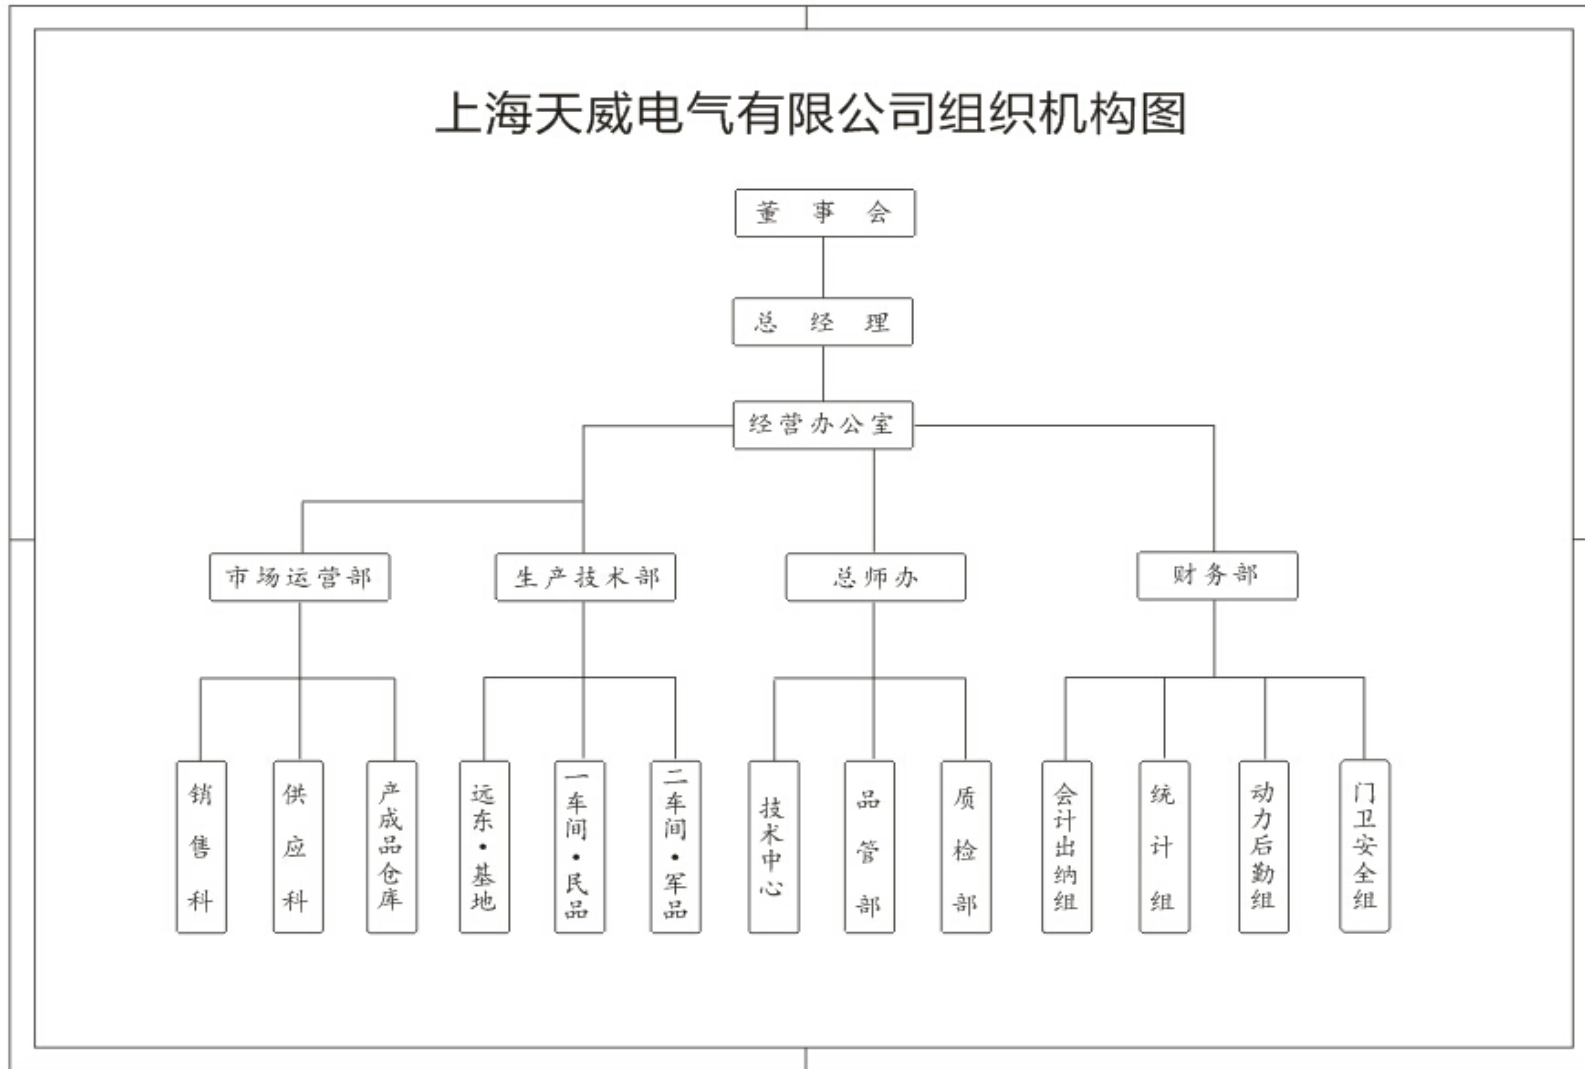 上海天威电气有限公司组织机构图
董事会
总经理
经营办公室
市场运营部
生产技术部
总师办
财务部
销售科
供应科
产成品仓库
远东·基地
一车间·民品
二车间·军品
技术中心
品管部
质检部
会计出纳组
统计组
动力后勤组
门卫安全组